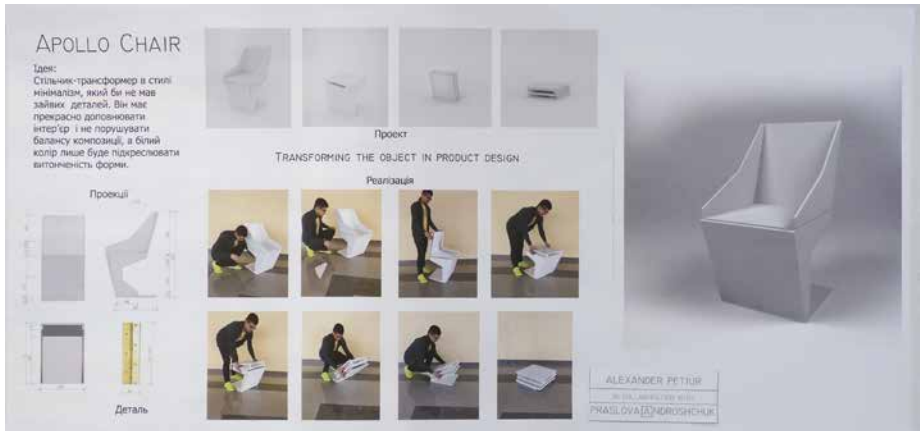 APOLLO CHAIR
Ідея:
Стільчик-трансформер в стилі
мінімалізм, який би не мав
зайвих деталей. Він має
прекрасно доповнювати
інтер'єр і не порушувати
балансу композиції, а білий
колір лише буде підкреслювати
витонченість форми.
Проекції
Деталь
Проект
TRANSFORMING THE OBJECT IN PRODUCT DESIGN
Реалізація
ALEXANDER PETIUR
PRASLOVA[A]NDROSHCHUK